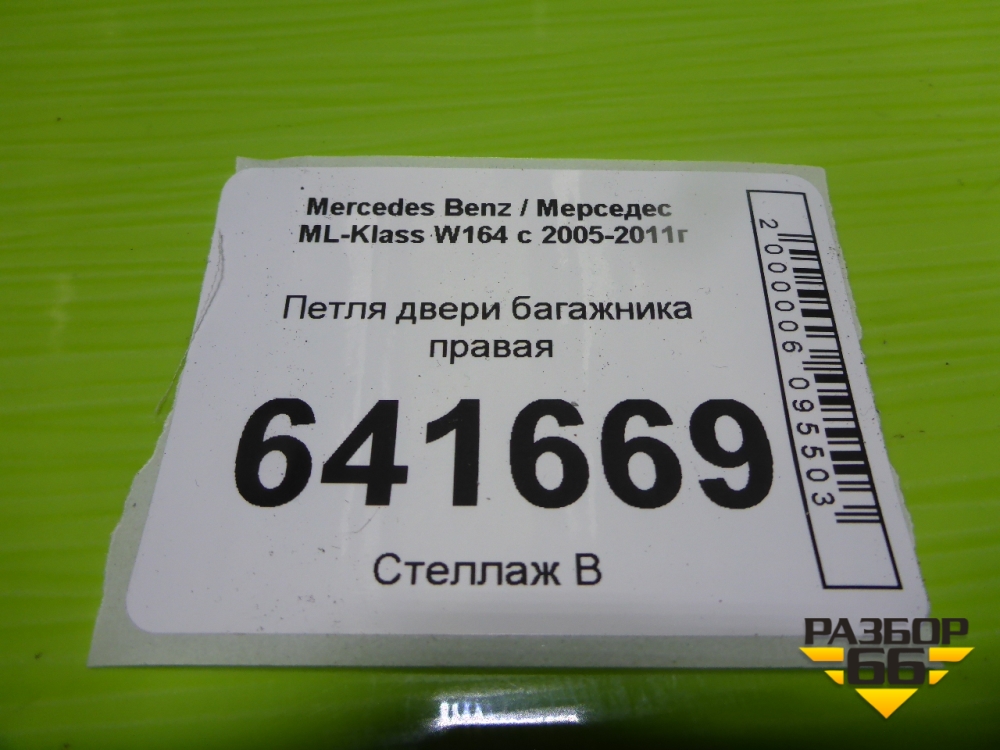 Mercedes Benz / Мерседес
ML-Klass W164 с 2005-2011г
Петля двери багажника
правая
641669
Стеллаж В
2000006095503
РАЗБОР
66